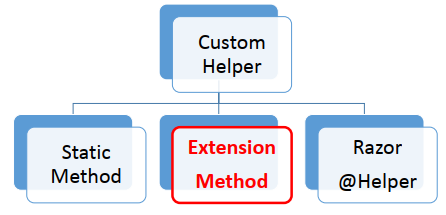 Custom
Helper
Static
Method
Extension
Method
Razor
@Helper